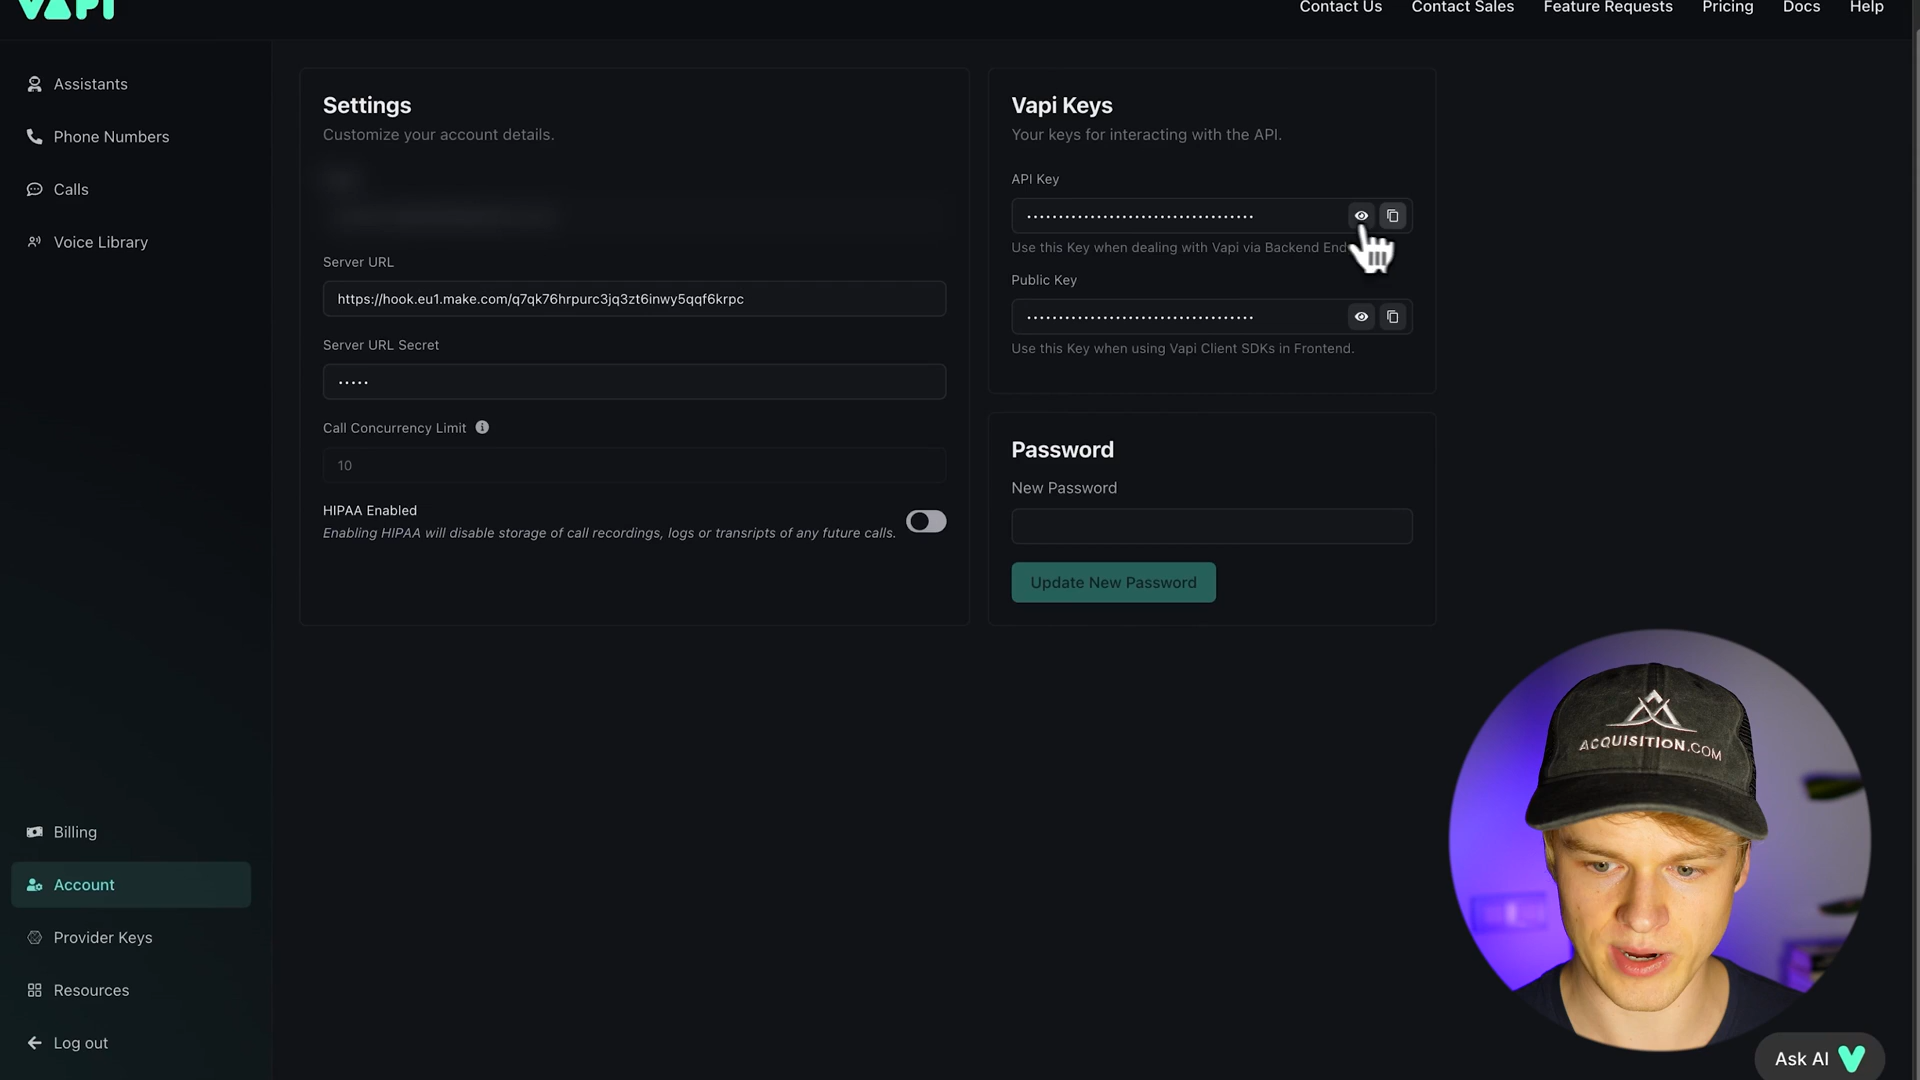 VAPI
Contact Us
Contact Sales
Feature Requests
Pricing
Docs
Help
Assistants
Phone Numbers
Calls
Voice Library
Billing
Account
Provider Keys
Resources
Log out
Settings
Customize your account details.
Server URL
https://hook.eu1.make.com/q7qk76hrpurc3jq3zt6inwy5qqf6krpc
Server URL Secret
•••••
Call Concurrency Limit
10
HIPAA Enabled
Enabling HIPAA will disable storage of call recordings, logs or transripts of any future calls.
Vapi Keys
Your keys for interacting with the API.
API Key
Use this Key when dealing with Vapi via Backend End
Public Key
Use this Key when using Vapi Client SDKs in Frontend.
Password
New Password
Update New Password
ACQUISITION.COM
Ask AI